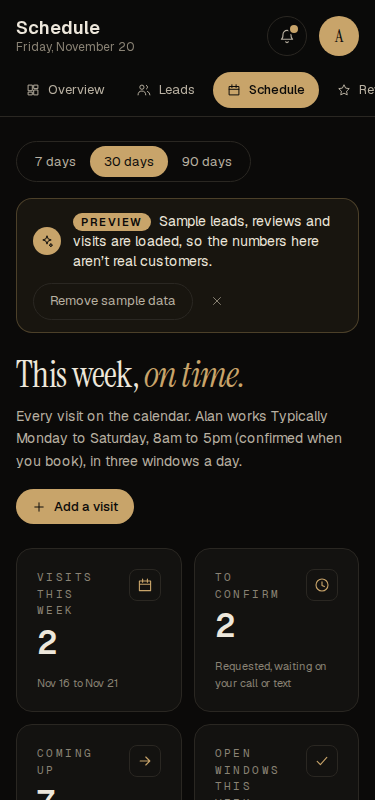 Schedule
Friday, November 20
A
Overview
Leads
Schedule
7 days
30 days
90 days
PREVIEW Sample leads, reviews and
visits are loaded, so the numbers here
aren't real customers.
Remove sample data
This week, on time.
Every visit on the calendar. Alan works Typically
Monday to Saturday, 8am to 5pm (confirmed when
you book), in three windows a day.
+ Add a visit
VISITS
THIS
WEEK
2
Nov 16 to Nov 21
TO
CONFIRM
2
Requested, waiting on
your call or text
COMING
UP
7
OPEN
WINDOWS
THIS